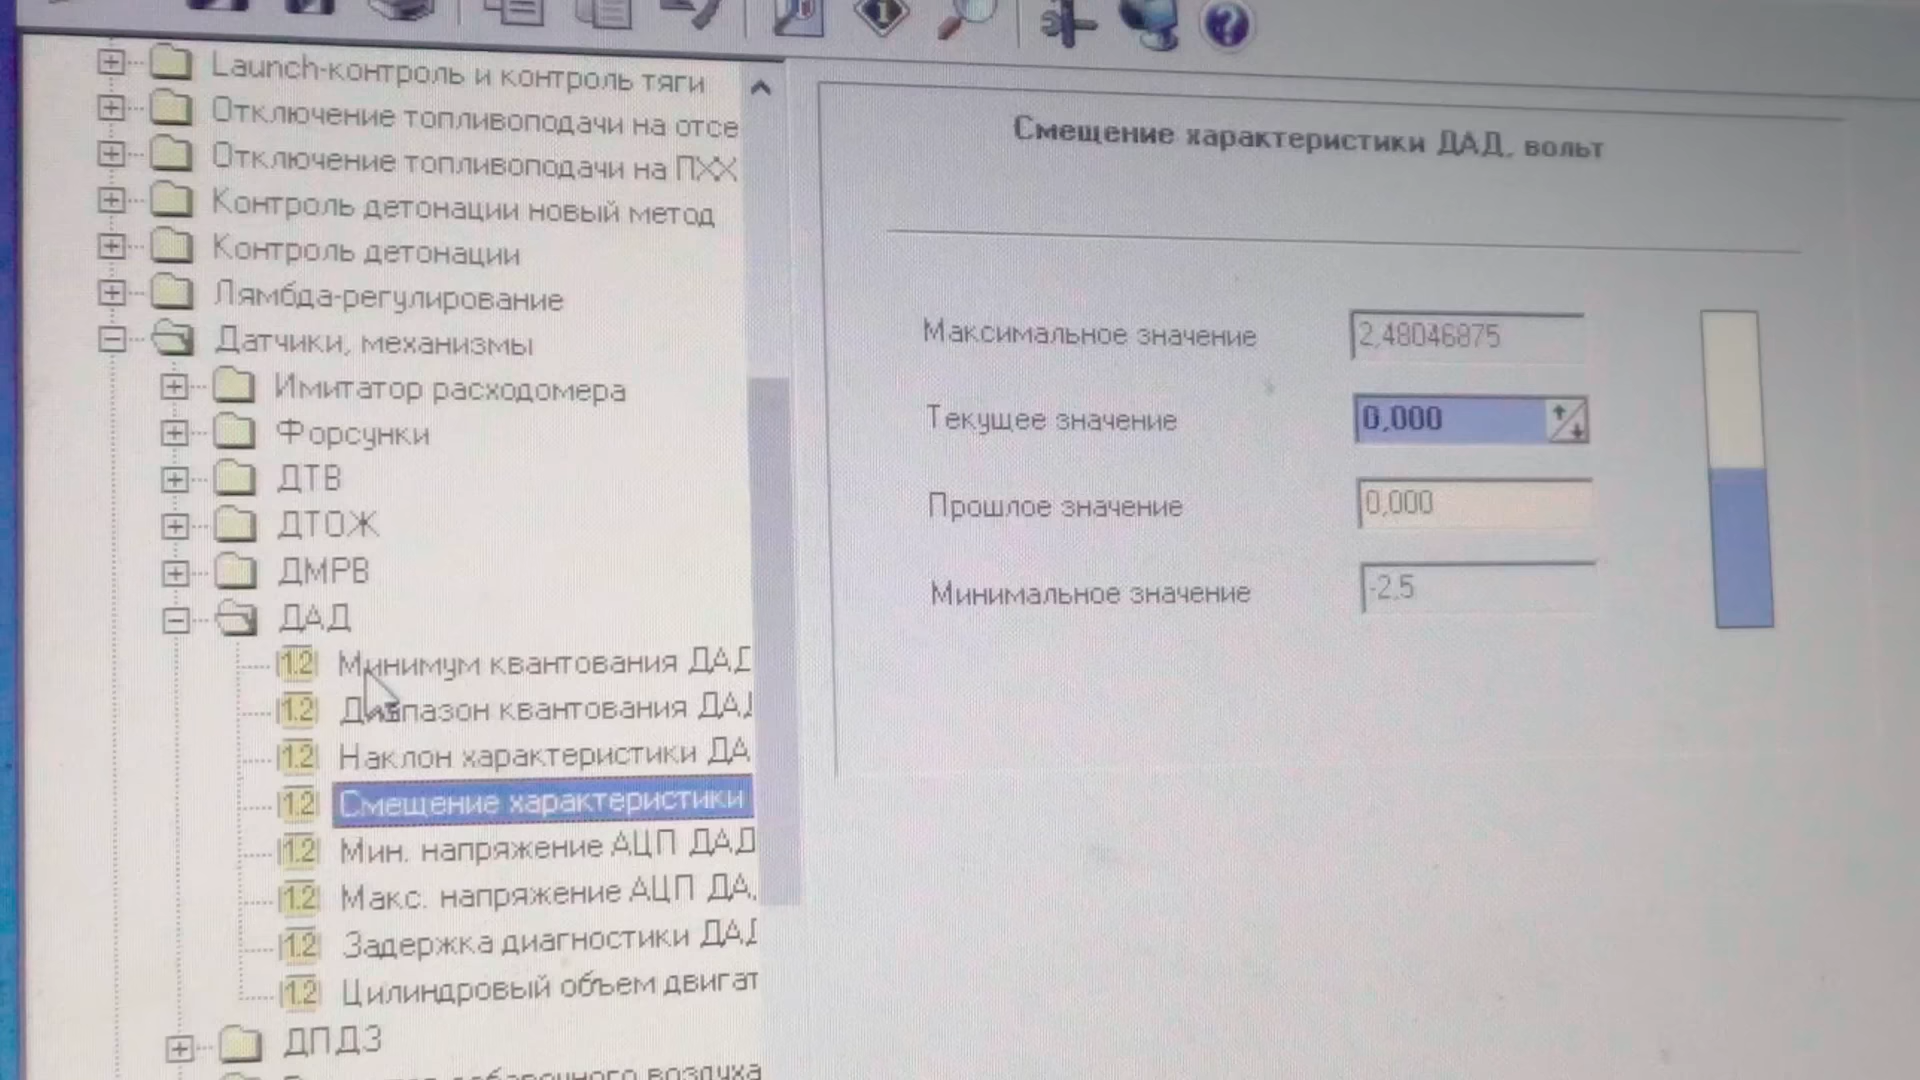 Launch-контроль и контроль тяги
Отключение топливоподачи на отсе
Отключение топливоподачи на ПХХ
Контроль детонации новый метод
Контроль детонации
Лямбда-регулирование
Датчики, механизмы
Имитатор расходомера
Форсунки
ДТВ
ДТОЖ
ДМРВ
ДАД
1.2 Минимум квантования ДАД
1.2 Диапазон квантования ДАД
1.2 Наклон характеристики ДА
1.2 Смещение характеристики
1.2 Мин. напряжение АЦП ДАД
1.2 Макс. напряжение АЦП ДА
1.2 Задержка диагностики ДАД
1.2 Цилиндровый объем двигат
ДПДЗ
добавочного воздуха
Смещение характеристики ДАД, вольт
Максимальное значение 2,48046875
Текущее значение 0,000
Прошлое значение 0,000
Минимальное значение -2,5